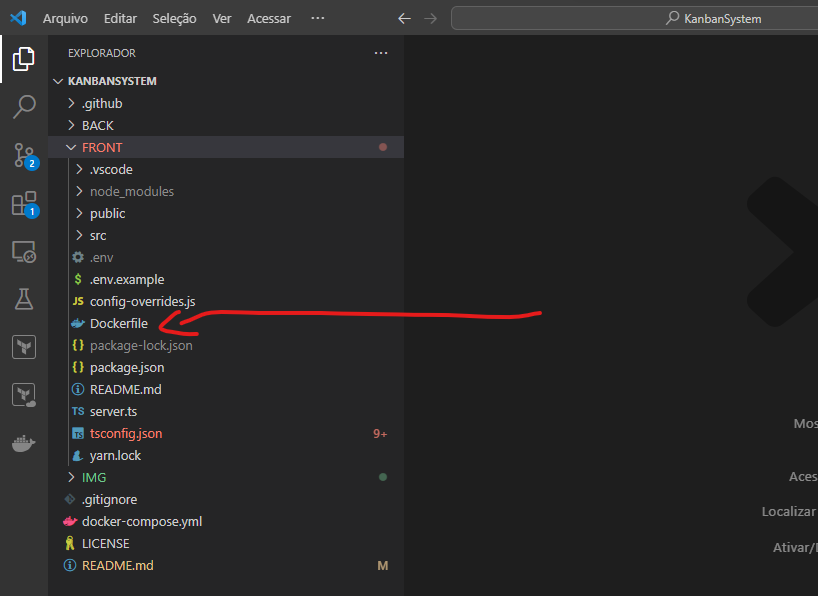 Arquivo Editar Seleção Ver Acessar ··· KanbanSystem
EXPLORADOR ···
KANBANSYSTEM
.github
BACK
FRONT
.vscode
node_modules
public
src
.env
$ .env.example
JS config-overrides.js
Dockerfile
{} package-lock.json
{} package.json
README.md
TS server.ts
TS tsconfig.json 9+
yarn.lock
IMG
.gitignore
docker-compose.yml
LICENSE
README.md M
2
1
Mos
Aces
Localizar
Ativar/